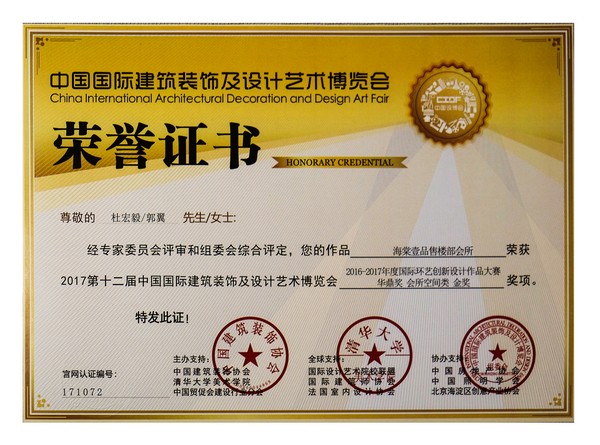 中国国际建筑装饰及设计艺术博览会
China International Architectural Decoration and Design Art Fair
荣誉证书
HONORARY CREDENTIAL
尊敬的 杜宏毅/郭翼 先生/女士:
经专家委员会评审和组委会综合评定，您的作品 海棠壹品售楼部会所 荣获
2017第十二届中国国际建筑装饰及设计艺术博览会 2016-2017年度国际环艺创新设计作品大赛
华鼎奖 会所空间类 金奖 奖项。
特发此证！
官网认证编号:
171072
主办支持:
中国建筑装饰协会
清华大学美术学院
中国贸促会建设行业分会
全球支持:
国际设计艺术院校联盟
国际建筑师协会
法国室内设计协会
协办支持:
中国房地产协会
中国照明学会
北京海淀区创意产业协会
清华大学